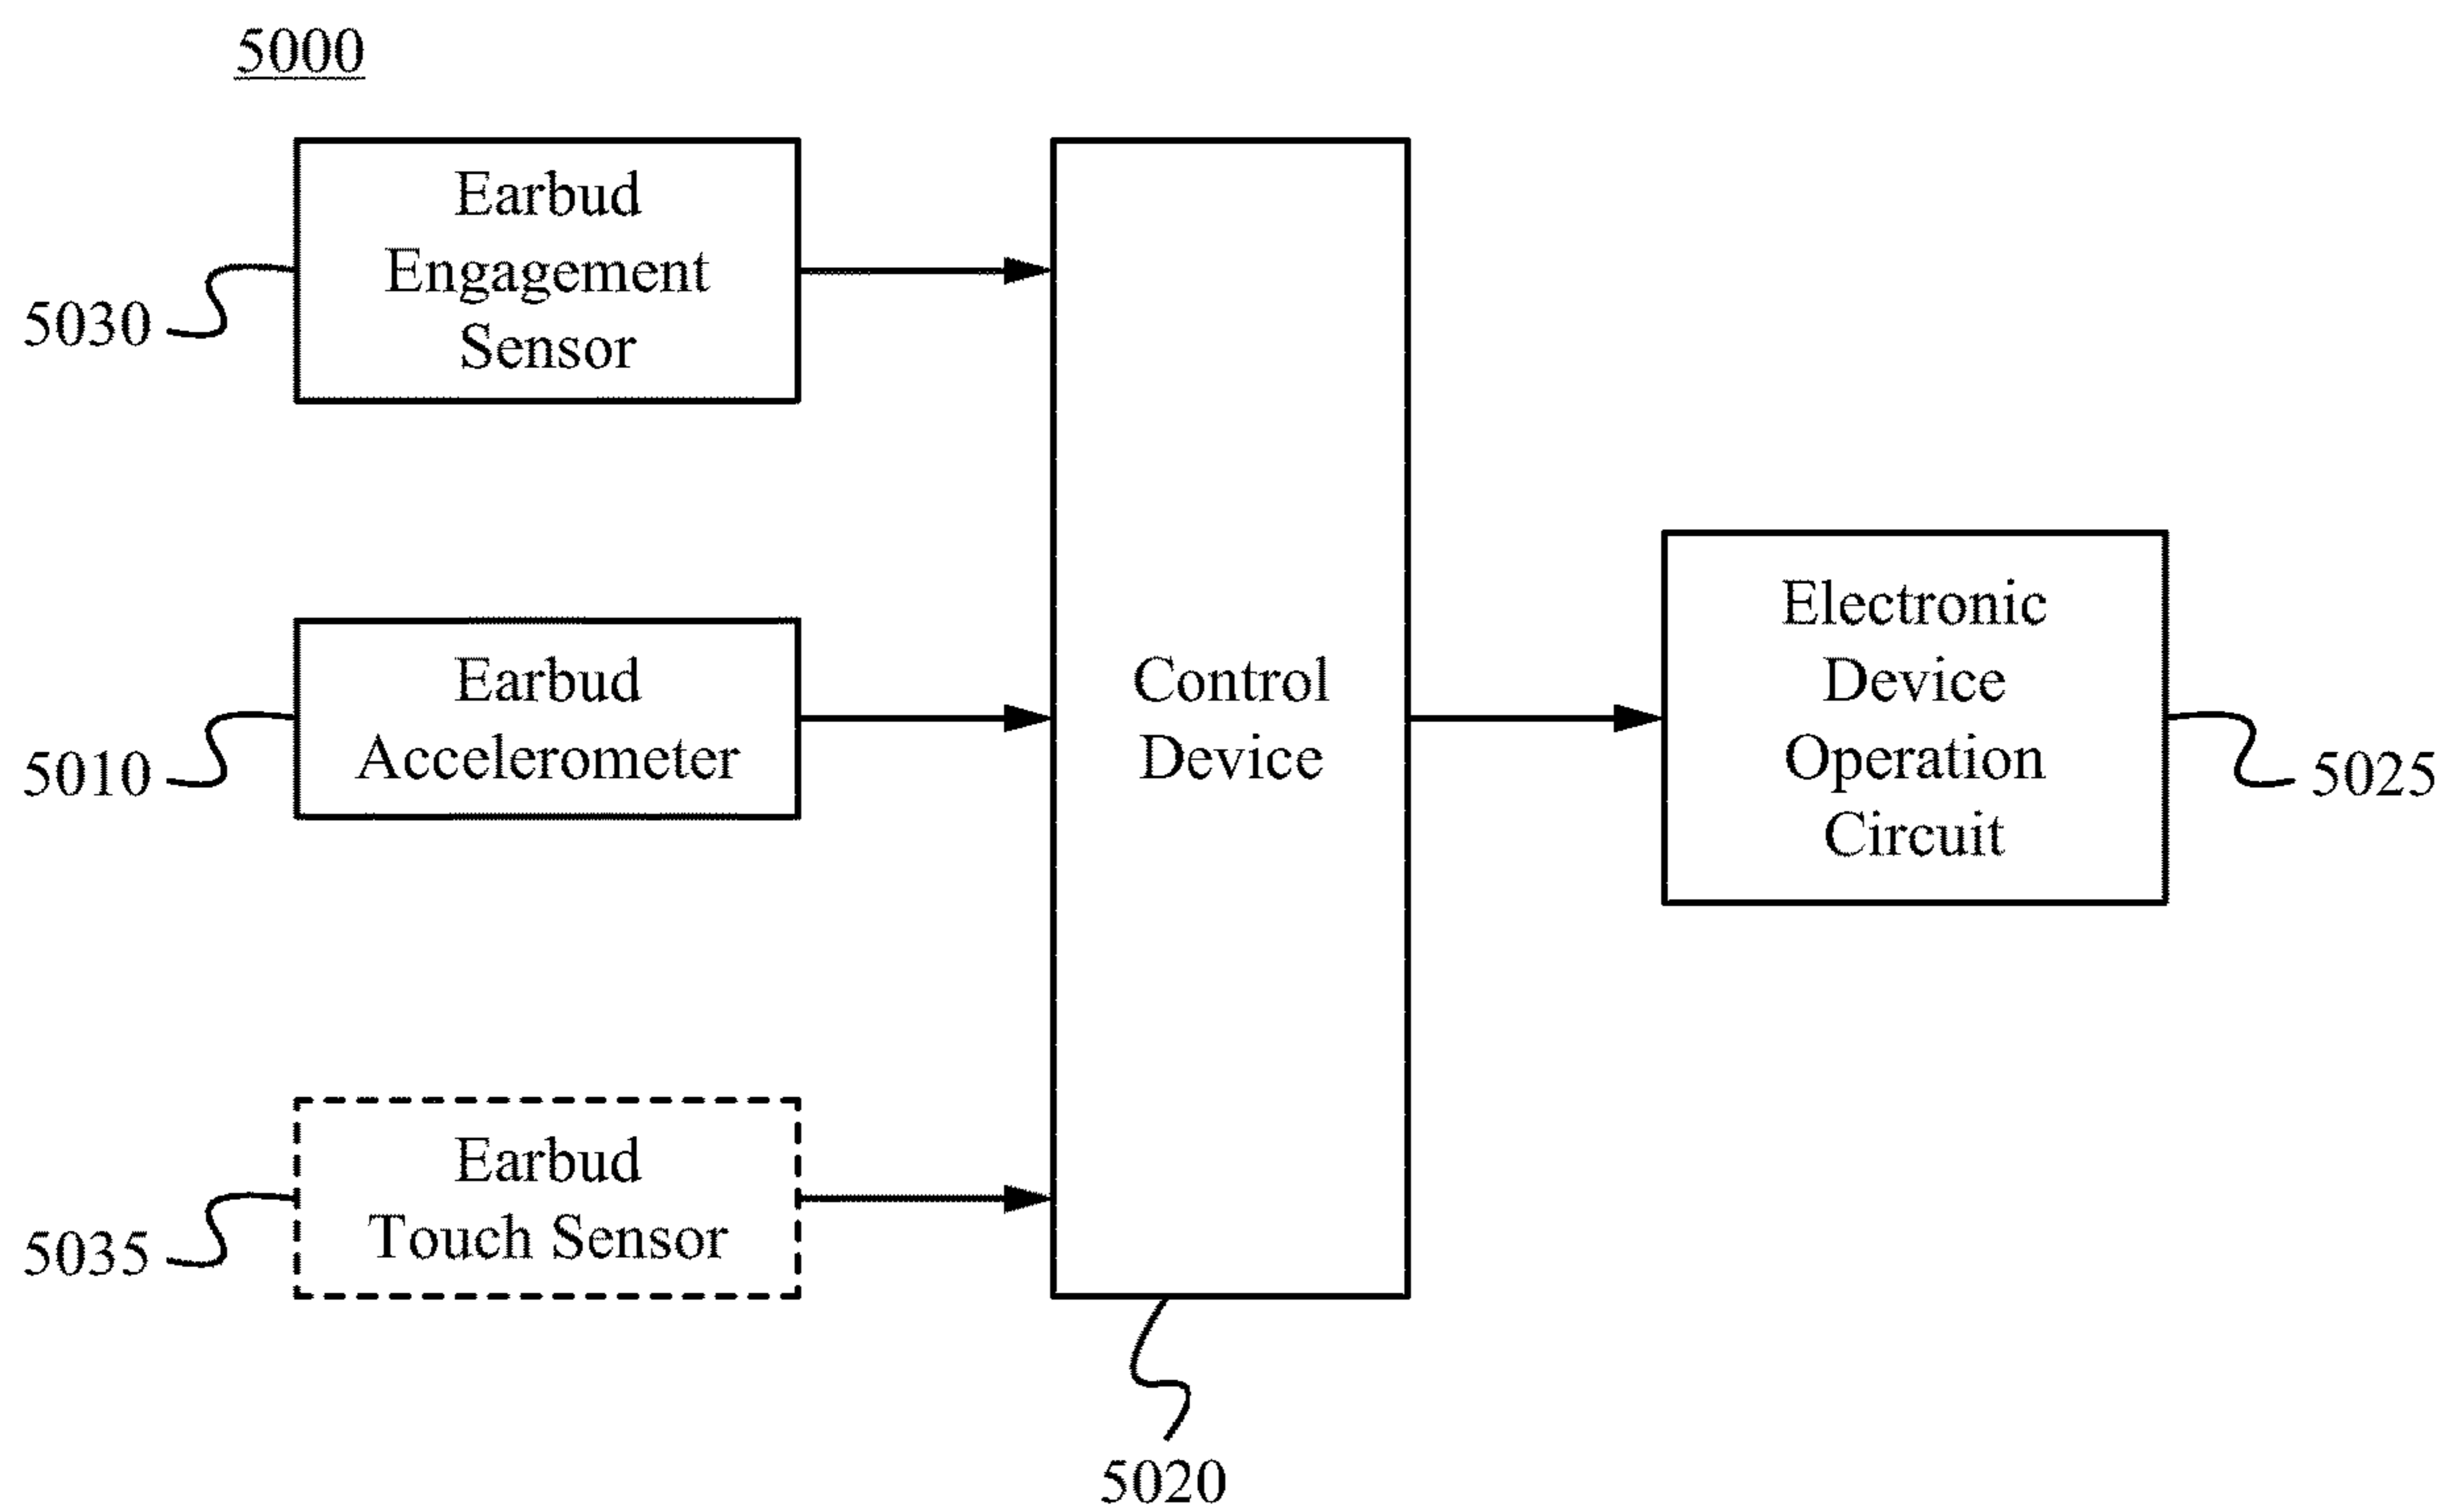 5000
Earbud
Engagement
Sensor
5030
Earbud
Accelerometer
5010
Earbud
Touch Sensor
5035
Control
Device
5020
Electronic
Device
Operation
Circuit
5025